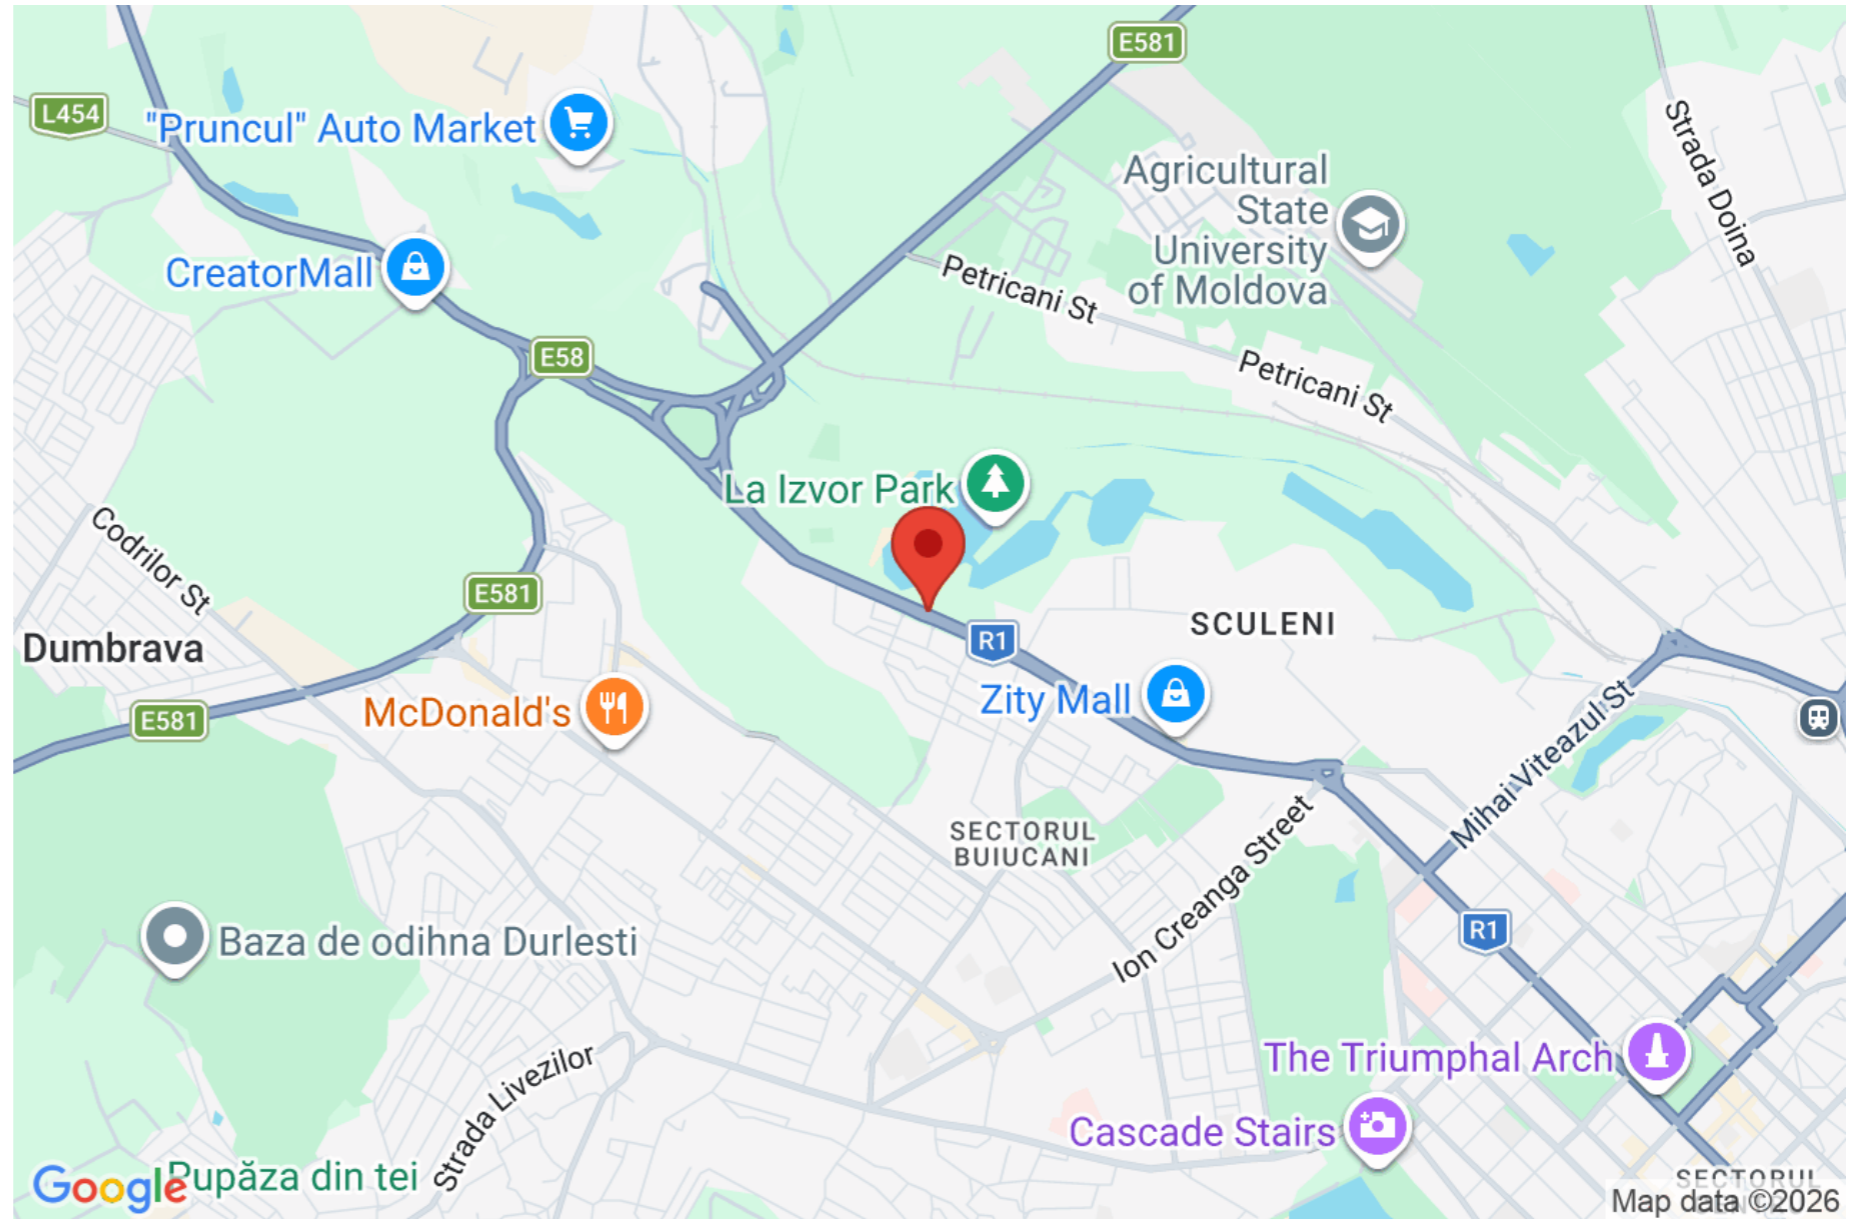 E581
L454
"Pruncul" Auto Market
Strada Doina
Agricultural
State
University
of Moldova
CreatorMall
Petricani St
E58
Petricani St
La Izvor Park
Codrilor St
E581
SCULENI
R1
Dumbrava
Zity Mall
McDonald's
E581
Mihai Viteazul St
SECTORUL
BUIUCANI
Ion Creanga Street
R1
Baza de odihna Durlesti
The Triumphal Arch
Strada Livezilor
Cascade Stairs
Pupăza din tei
SECTORUL
Google
Map data ©2026